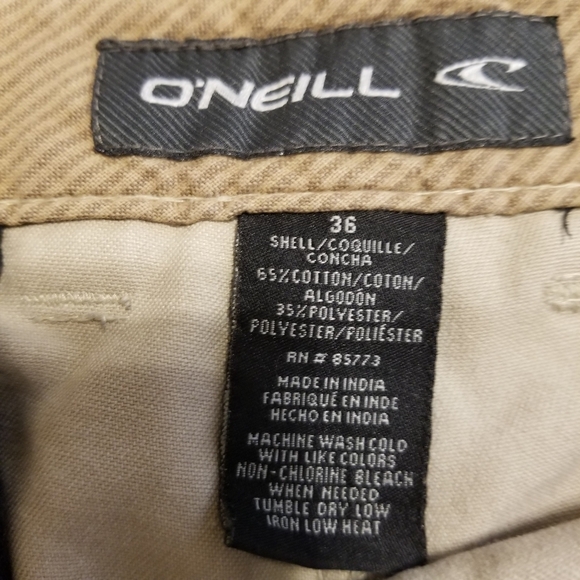 O'NEILL
36
SHELL/COQUILLE/
CONCHA
65%COTTON/COTON/
ALGODÓN
35%POLYESTER/
POLYESTER/POLIÉSTER
RN # 85773
MADE IN INDIA
FABRIQUÉ EN INDE
HECHO EN INDIA
MACHINE WASH COLD
WITH LIKE COLORS
NON-CHLORINE BLEACH
WHEN NEEDED
TUMBLE DRY LOW
IRON LOW HEAT